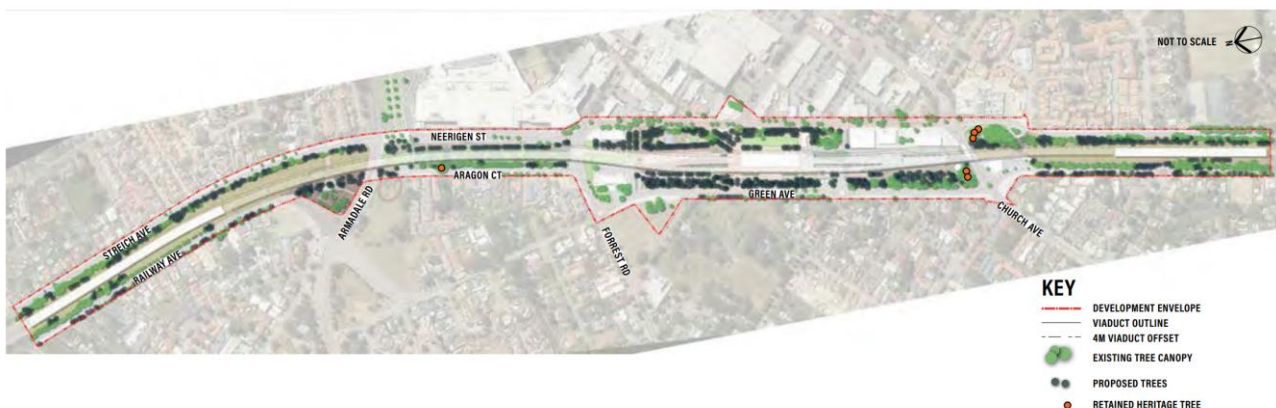 NOT TO SCALE
N
NEERIGEN ST
ARAGON CT
STREICH AVE
RAILWAY AVE
ARMADALE RD
FORREST RD
GREEN AVE
CHURCH AVE
KEY
DEVELOPMENT ENVELOPE
VIADUCT OUTLINE
4M VIADUCT OFFSET
EXISTING TREE CANOPY
PROPOSED TREES
RETAINED HERITAGE TREE